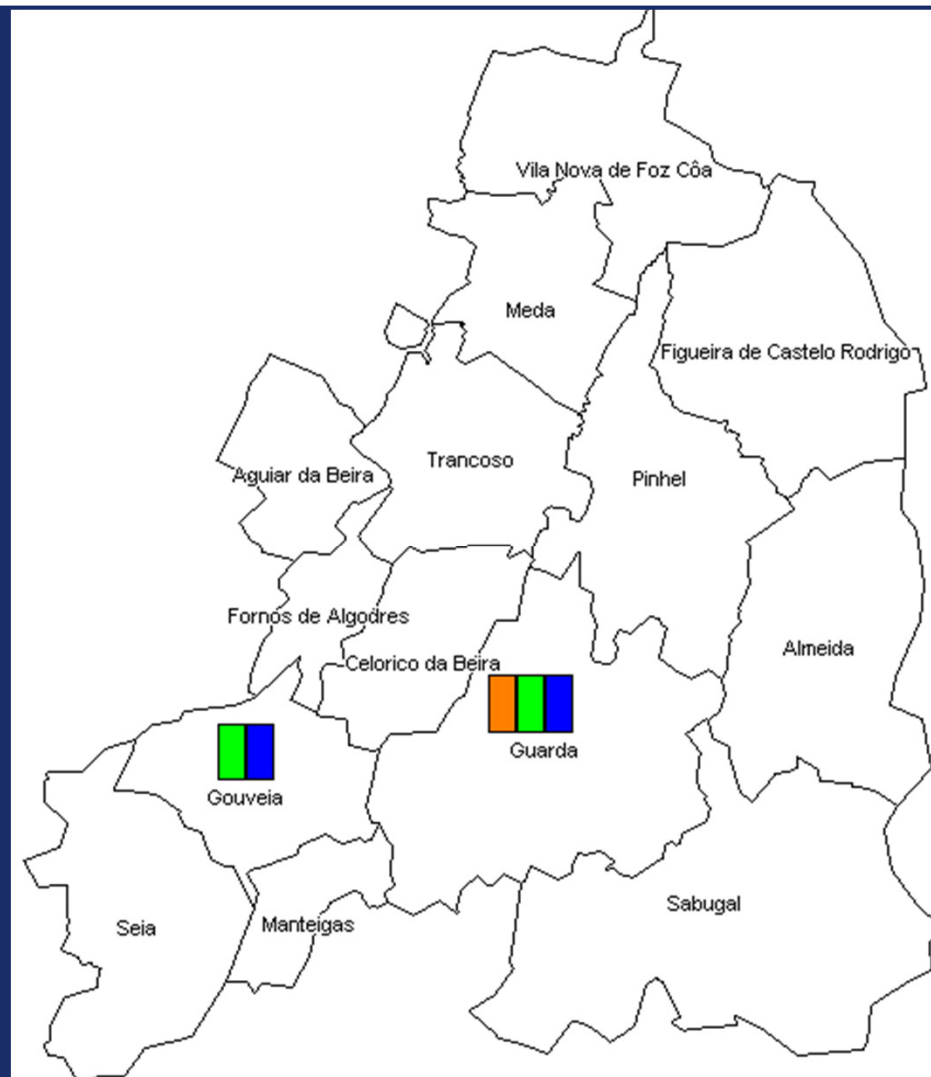 Vila Nova de Foz Côa
Meda
Figueira de Castelo Rodrigo
Trancoso
Aguiar da Beira
Pinhel
Fornos de Algodres
Almeida
Celorico da Beira
Guarda
Gouveia
Sabugal
Manteigas
Seia